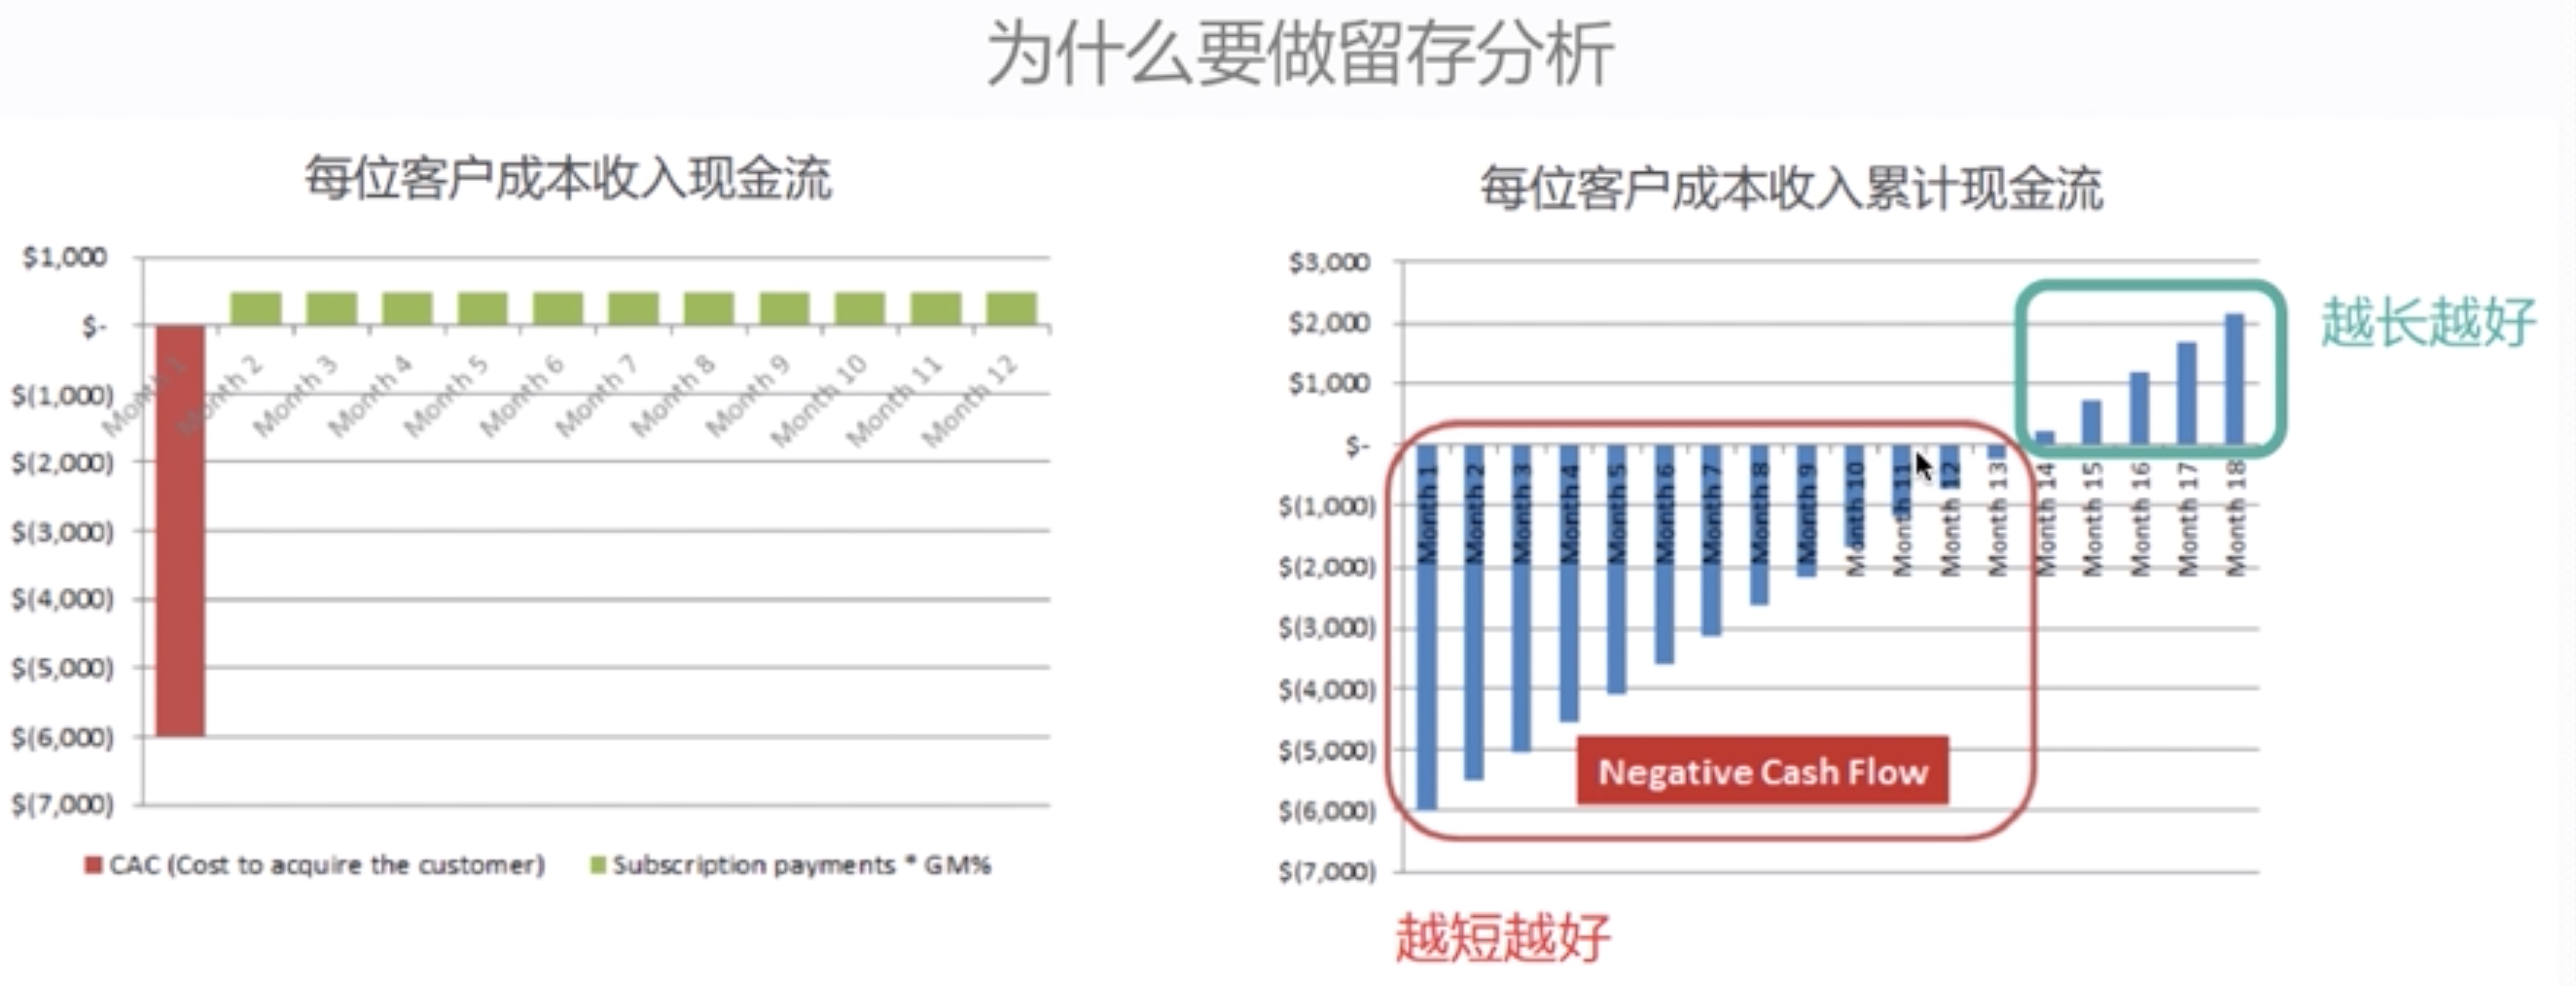 为什么要做留存分析
每位客户成本收入现金流
$1,000
$-
$(1,000)
$(2,000)
$(3,000)
$(4,000)
$(5,000)
$(6,000)
$(7,000)
Month 1
Month 2
Month 3
Month 4
Month 5
Month 6
Month 7
Month 8
Month 9
Month 10
Month 11
Month 12
CAC (Cost to acquire the customer)
Subscription payments * GM%
每位客户成本收入累计现金流
$3,000
$2,000
$1,000
$-
$(1,000)
$(2,000)
$(3,000)
$(4,000)
$(5,000)
$(6,000)
$(7,000)
Month 1
Month 2
Month 3
Month 4
Month 5
Month 6
Month 7
Month 8
Month 9
Month 10
Month 11
Month 12
Month 13
Month 14
Month 15
Month 16
Month 17
Month 18
Negative Cash Flow
越长越好
越短越好